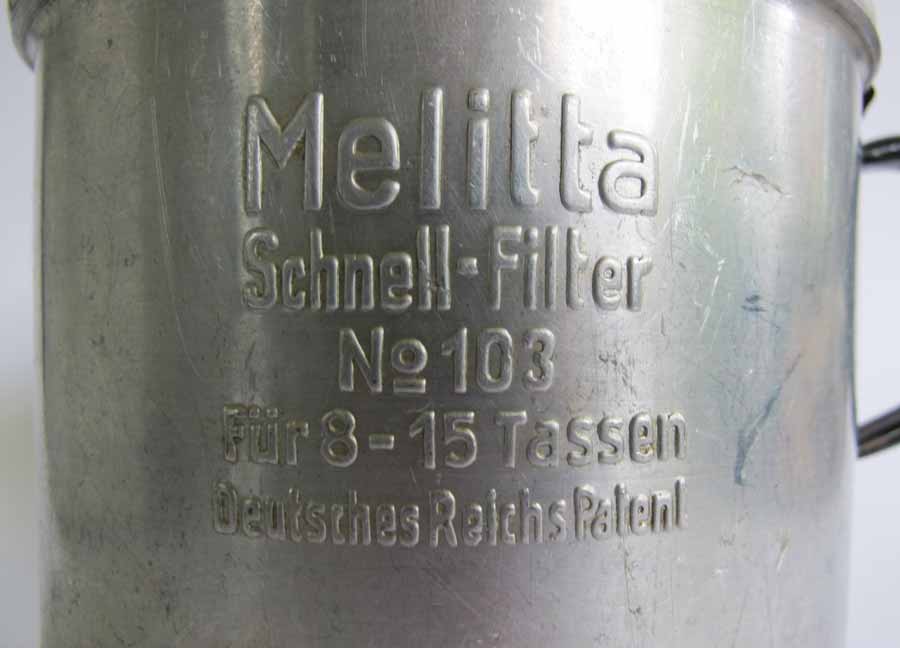 Melitta
Schnell-Filter
No 103
Für 8-15 Tassen
Deutsches Reichs Patent